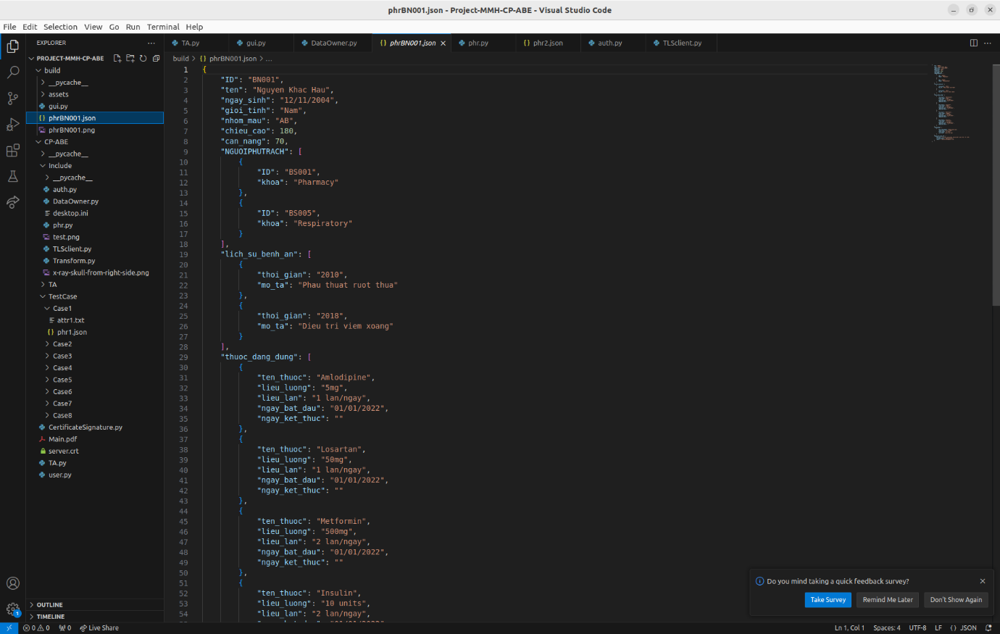 phrBN001.json - Project-MMH-CP-ABE - Visual Studio Code
File Edit Selection View Go Run Terminal Help
EXPLORER
PROJECT-MMH-CP-ABE
build
__pycache__
assets
gui.py
phrBN001.json
phrBN001.png
CP-ABE
__pycache__
Include
__pycache__
auth.py
DataOwner.py
desktop.ini
phr.py
test.png
TLSclient.py
Transform.py
x-ray-skull-from-right-side.png
TA
TestCase
Case1
attr1.txt
phr1.json
Case2
Case3
Case4
Case5
Case6
Case7
Case8
CertificateSignature.py
Main.pdf
server.crt
TA.py
user.py
OUTLINE
TIMELINE
TA.py gui.py DataOwner.py {} phrBN001.json phr.py {} phr2.json auth.py TLSclient.py
build > {} phrBN001.json > ...
1 {
2 "ID": "BN001",
3 "ten": "Nguyen Khac Hau",
4 "ngay_sinh": "12/11/2004",
5 "gioi_tinh": "Nam",
6 "nhom_mau": "AB",
7 "chieu_cao": 180,
8 "can_nang": 70,
9 "NGUOIPHUTRACH": [
10 {
11 "ID": "BS001",
12 "khoa": "Pharmacy"
13 },
14 {
15 "ID": "BS005",
16 "khoa": "Respiratory"
17 }
18 ],
19 "lich_su_benh_an": [
20 {
21 "thoi_gian": "2010",
22 "mo_ta": "Phau thuat ruot thua"
23 },
24 {
25 "thoi_gian": "2018",
26 "mo_ta": "Dieu tri viem xoang"
27 }
28 ],
29 "thuoc_dang_dung": [
30 {
31 "ten_thuoc": "Amlodipine",
32 "lieu_luong": "5mg",
33 "lieu_lan": "1 lan/ngay",
34 "ngay_bat_dau": "01/01/2022",
35 "ngay_ket_thuc": ""
36 },
37 {
38 "ten_thuoc": "Losartan",
39 "lieu_luong": "50mg",
40 "lieu_lan": "1 lan/ngay",
41 "ngay_bat_dau": "01/01/2022",
42 "ngay_ket_thuc": ""
43 },
44 {
45 "ten_thuoc": "Metformin",
46 "lieu_luong": "500mg",
47 "lieu_lan": "2 lan/ngay",
48 "ngay_bat_dau": "01/01/2022",
49 "ngay_ket_thuc": ""
50 },
51 {
52 "ten_thuoc": "Insulin",
53 "lieu_luong": "10 units",
54 "lieu_lan": "2 lan/ngay",
Do you mind taking a quick feedback survey?
Take Survey Remind Me Later Don't Show Again
1
0 0 0 Live Share Ln 1, Col 1 Spaces: 4 UTF-8 LF {} JSON